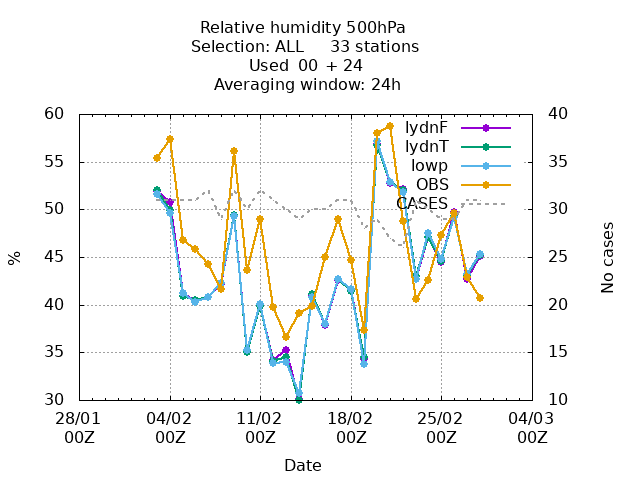 Relative humidity 500hPa
Selection: ALL 33 stations
Used 00 + 24
Averaging window: 24h
60 40
lydnF
lydnT
55 35
lowp
OBS
CASES
50 30
45 25
% No cases
40 20
35 15
30 10
28/01 04/02 11/02 18/02 25/02 04/03
00Z 00Z 00Z 00Z 00Z 00Z
Date